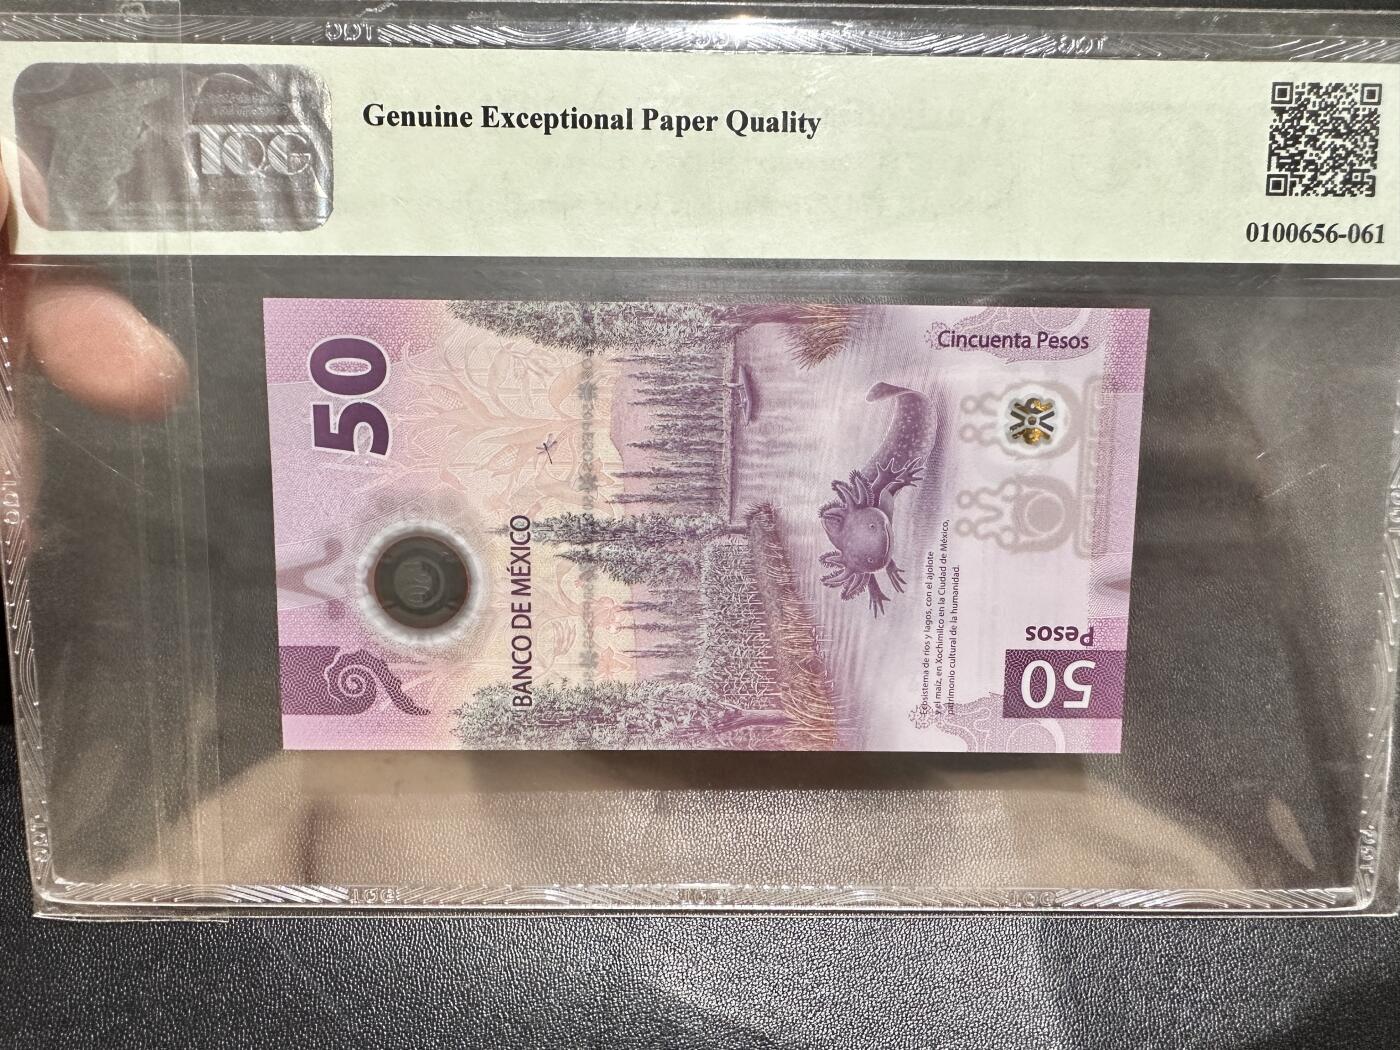 Genuine Exceptional Paper Quality
0100656-061
50
Cincuenta Pesos
BANCO DE MÉXICO
Ecosistema de ríos y lagos, con el ajolote
y el maíz, en Xochimilco en la Ciudad de México,
patrimonio cultural de la humanidad.
Pesos
50